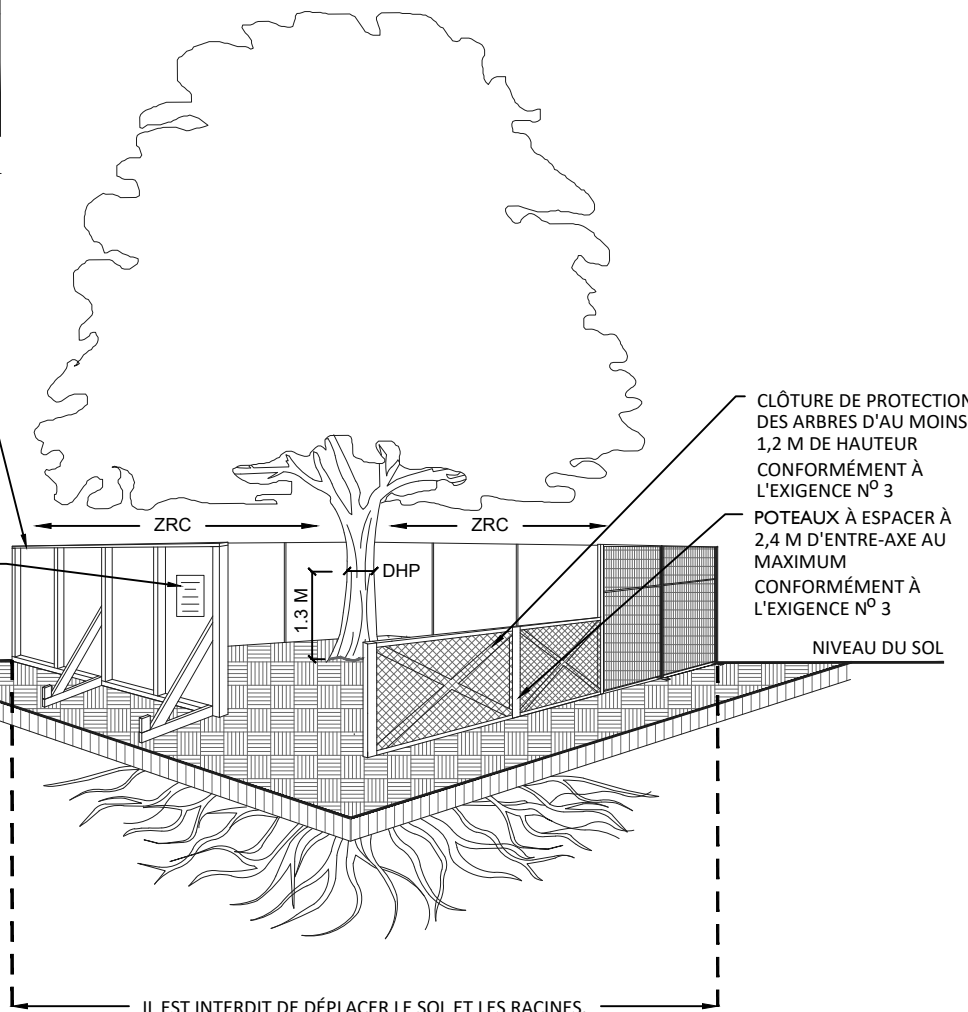 CLÔTURE DE PROTECTION
DES ARBRES D'AU MOINS
1,2 M DE HAUTEUR
CONFORMÉMENT À
L'EXIGENCE Nº 3
POTEAUX À ESPACER À
2,4 M D'ENTRE-AXE AU
MAXIMUM
CONFORMÉMENT À
L'EXIGENCE Nº 3
ZRC
ZRC
DHP
1.3 M
NIVEAU DU SOL
IL EST INTERDIT DE DÉPLACER LE SOL ET LES RACINES.